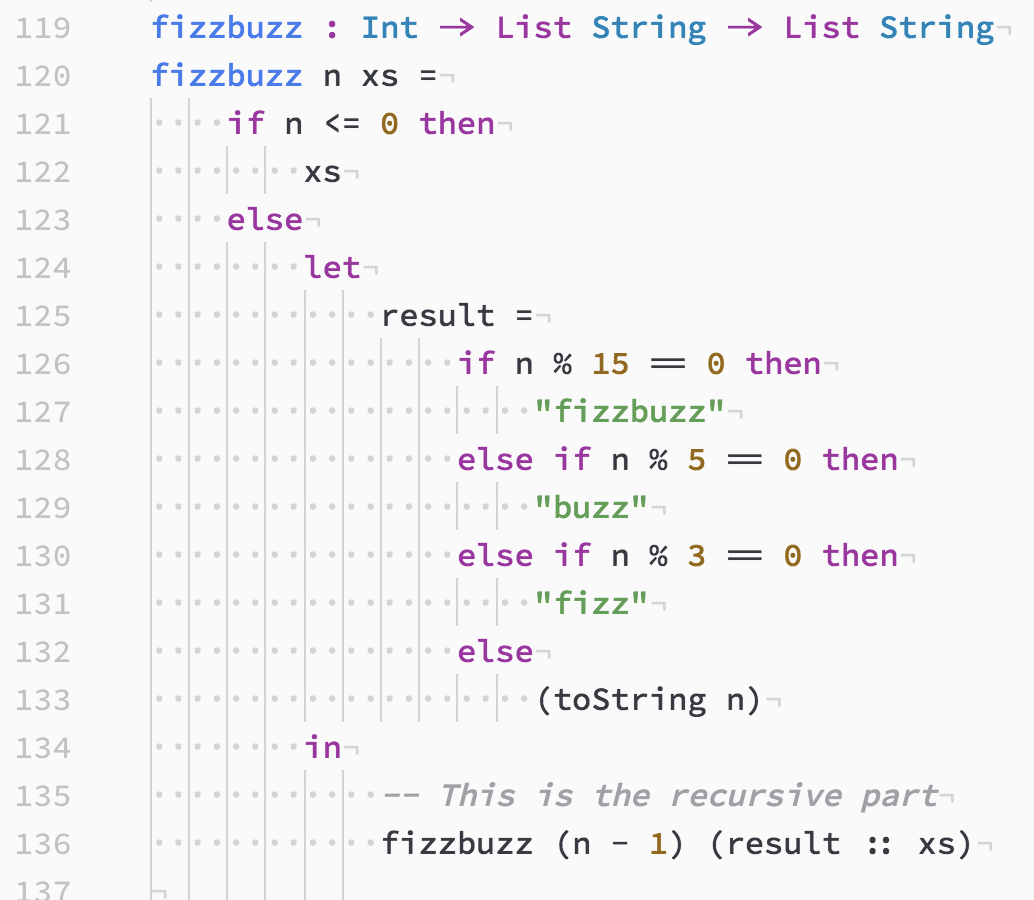 119 fizzbuzz : Int -> List String -> List String¬
120 fizzbuzz n xs =¬
121 ····if n <= 0 then¬
122 ········xs¬
123 ····else¬
124 ········let¬
125 ············result =¬
126 ················if n % 15 == 0 then¬
127 ····················"fizzbuzz"¬
128 ················else if n % 5 == 0 then¬
129 ····················"buzz"¬
130 ················else if n % 3 == 0 then¬
131 ····················"fizz"¬
132 ················else¬
133 ····················(toString n)¬
134 ········in¬
135 ············-- This is the recursive part¬
136 ············fizzbuzz (n - 1) (result :: xs)¬
137 ¬